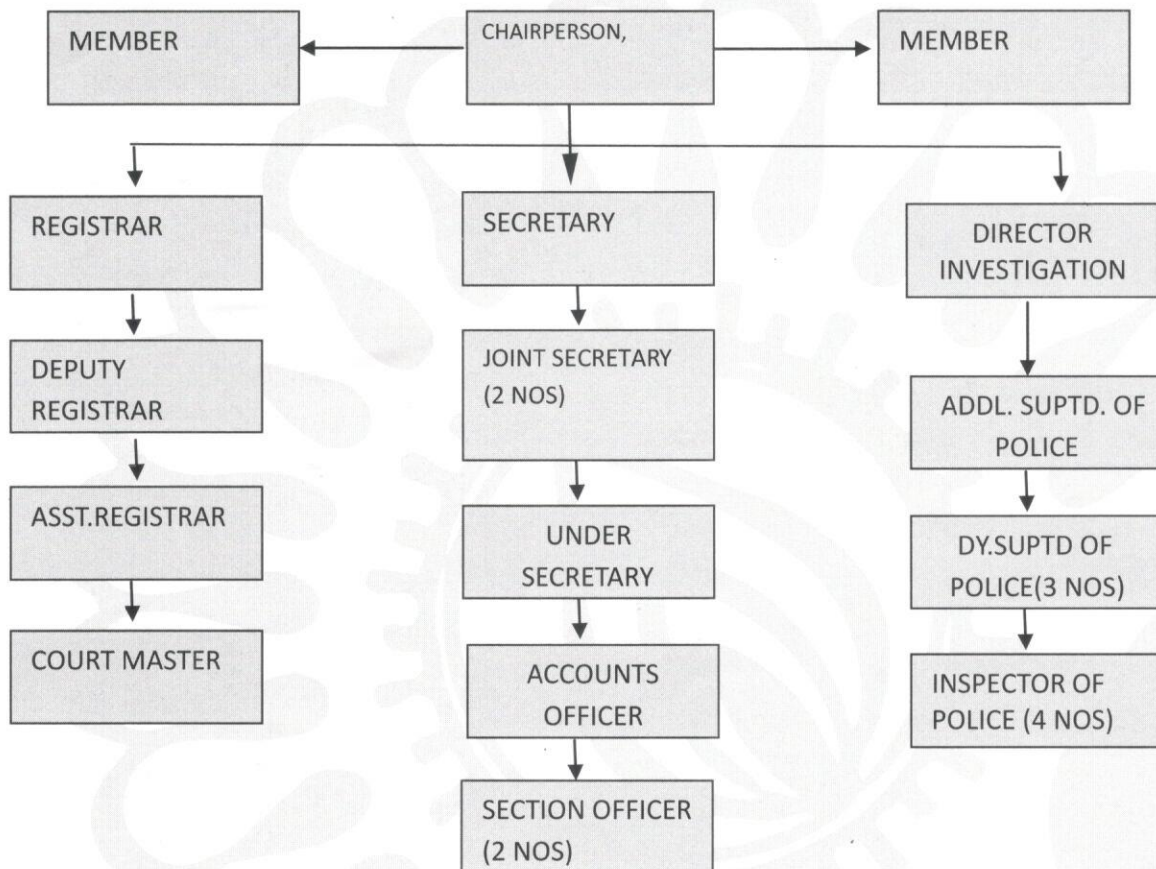 MEMBER
CHAIRPERSON,
MEMBER
REGISTRAR
SECRETARY
DIRECTOR
INVESTIGATION
DEPUTY
REGISTRAR
JOINT SECRETARY
(2 NOS)
ADDL. SUPTD. OF
POLICE
ASST.REGISTRAR
UNDER
SECRETARY
DY.SUPTD OF
POLICE(3 NOS)
COURT MASTER
ACCOUNTS
OFFICER
INSPECTOR OF
POLICE (4 NOS)
SECTION OFFICER
(2 NOS)